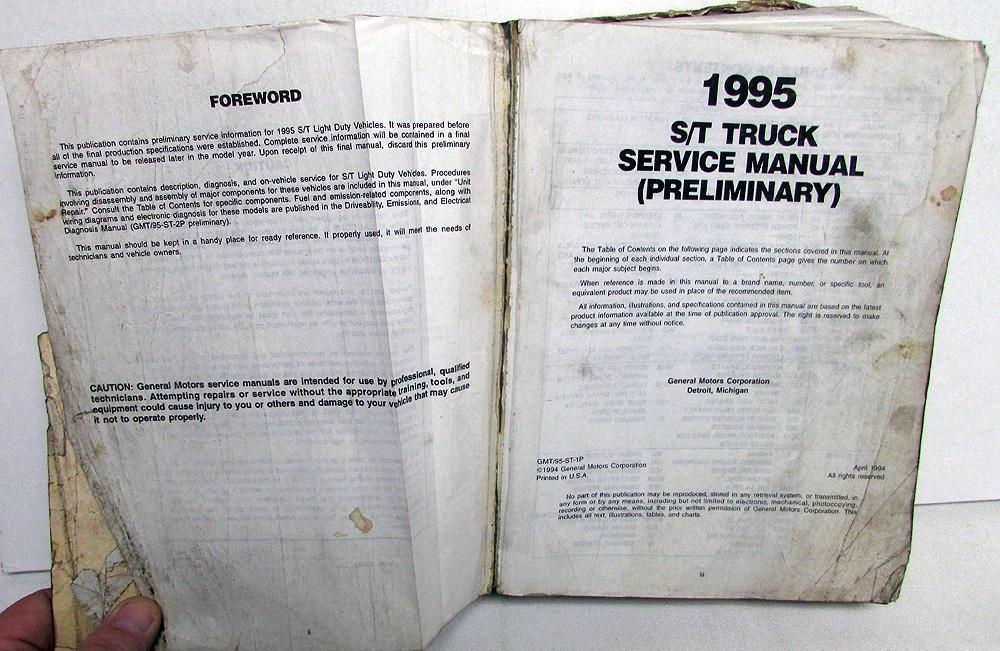 FOREWORD
This publication contains preliminary service information for 1995 S/T Light Duty Vehicles. It was prepared before
all of the final production specifications were established. Complete service information will be contained in a final
service manual to be released later in the model year. Upon receipt of this final manual, discard this preliminary
information.
This publication contains description, diagnosis, and on-vehicle service for S/T Light Duty Vehicles. Procedures
involving disassembly and assembly of major components for these vehicles are included in this manual, under "Unit
Repair." Consult the Table of Contents for specific components. Fuel and emission-related components, along with
wiring diagrams and electronic diagnosis for these models are published in the Driveability, Emissions, and Electrical
Diagnosis Manual (GMT/95-ST-2P preliminary).
This manual should be kept in a handy place for ready reference. If properly used, it will meet the needs of
technicians and vehicle owners.
CAUTION: General Motors service manuals are intended for use by professional, qualified
technicians. Attempting repairs or service without the appropriate training, tools, and
equipment could cause injury to you or others and damage to your vehicle that may cause
it not to operate properly.
ii
1995
S/T TRUCK
SERVICE MANUAL
(PRELIMINARY)
The Table of Contents on the following page indicates the sections covered in this manual. At
the beginning of each individual section, a Table of Contents page gives the number on which
each major subject begins.
When reference is made in this manual to a brand name, number, or specific tool, an
equivalent product may be used in place of the recommended item.
All information, illustrations, and specifications contained in this manual are based on the latest
product information available at the time of publication approval. The right is reserved to make
changes at any time without notice.
General Motors Corporation
Detroit, Michigan
GMT/95-ST-1P
©1994 General Motors Corporation
Printed in U.S.A.
April 1994
All rights reserved
No part of this publication may be reproduced, stored in any retrieval system, or transmitted, in
any form or by any means, including but not limited to electronic, mechanical, photocopying,
recording or otherwise, without the prior written permission of General Motors Corporation. This
includes all text, illustrations, tables, and charts.